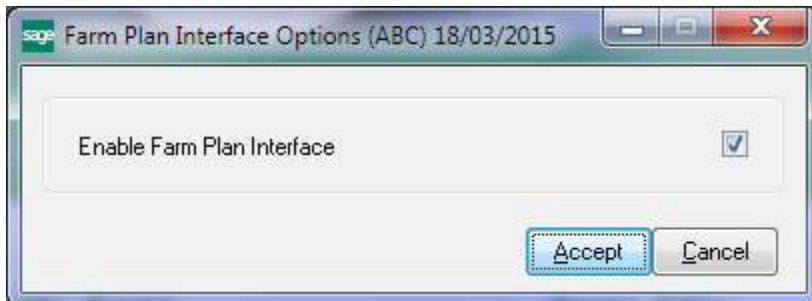 sage Farm Plan Interface Options (ABC) 18/03/2015
Enable Farm Plan Interface
Accept Cancel